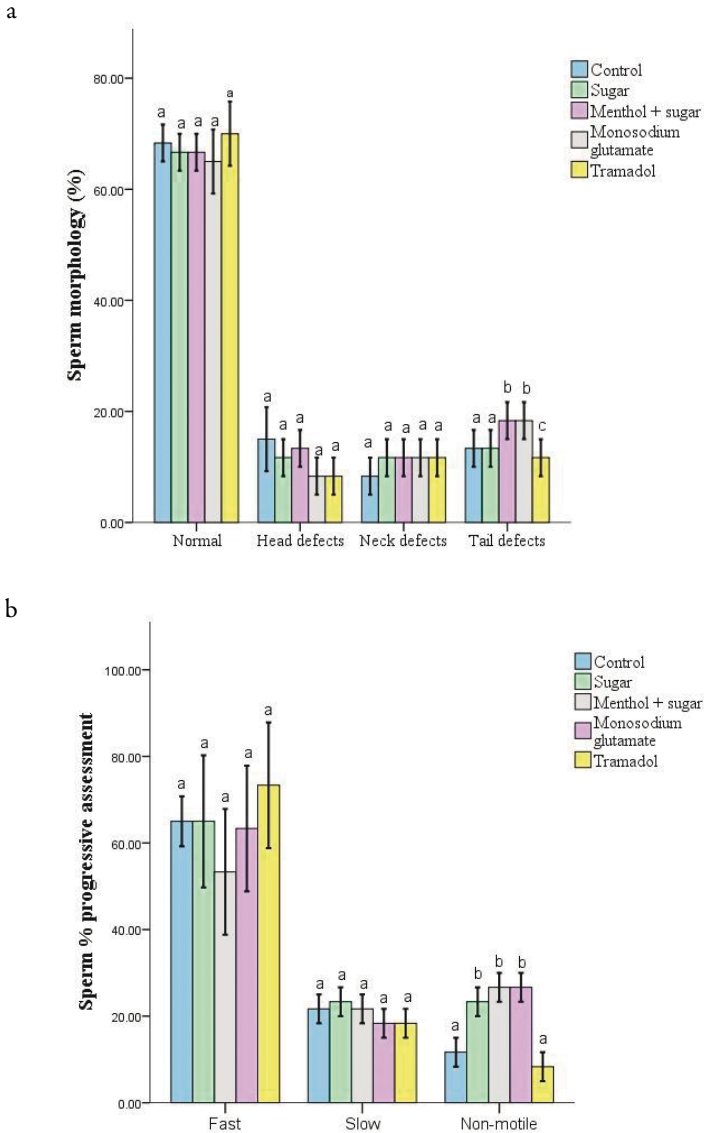 a
80.00
60.00
40.00
20.00
0.00
Sperm morphology (%)
a a a a a
a a a a a
a a a a a
a a b b c
Normal Head defects Neck defects Tail defects
Control
Sugar
Menthol + sugar
Monosodium
glutamate
Tramadol
b
100.00
80.00
60.00
40.00
20.00
0.00
Sperm % progressive assessment
a a a a a
a a a a a
a b b b a
Fast Slow Non-motile
Control
Sugar
Menthol + sugar
Monosodium
glutamate
Tramadol